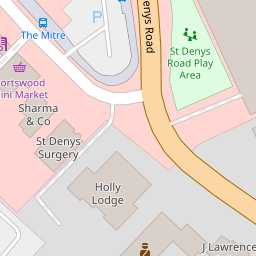 P
The Mitre
Denys Road
St Denys
Road Play
Area
ortswood
ini Market
Sharma
& Co
St Denys
Surgery
Holly
Lodge
J Lawrence